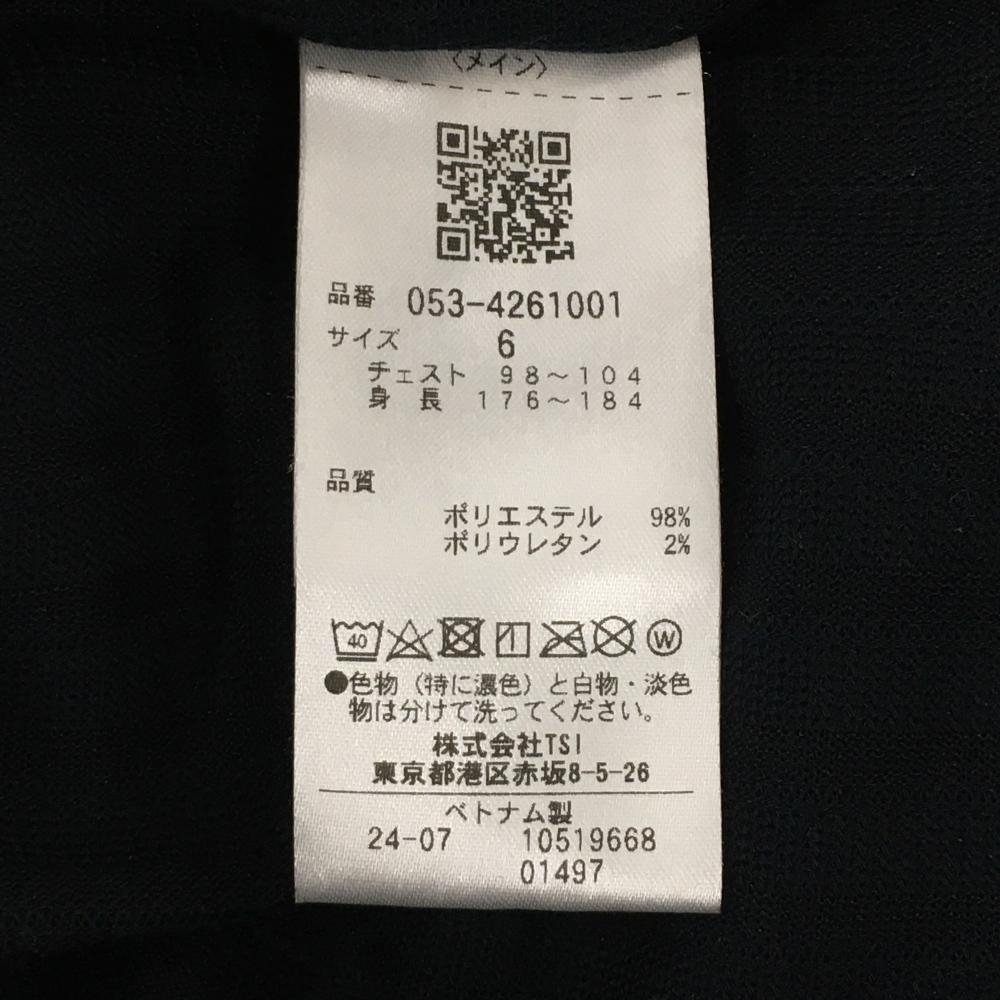 〈メイン〉
品番 053-4261001
サイズ 6
チェスト 98～104
身長 176～184
品質
ポリエステル 98%
ポリウレタン 2%
40 W
●色物（特に濃色）と白物・淡色
物は分けて洗ってください。
株式会社TSI
東京都港区赤坂8-5-26
ベトナム製
24-07 10519668
01497